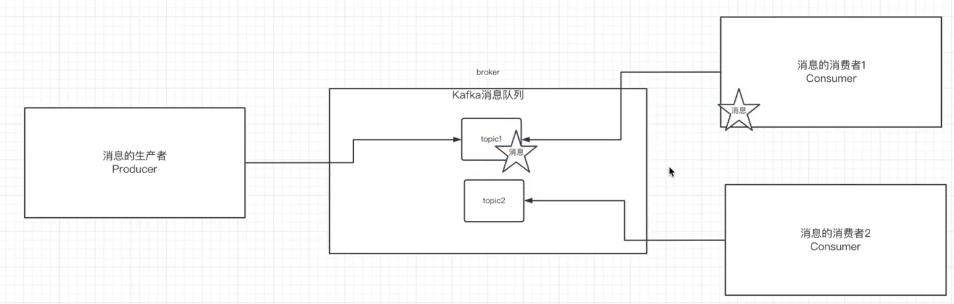 消息的生产者
Producer
broker
Kafka消息队列
topic1
消息
topic2
消息的消费者1
Consumer
消息
消息的消费者2
Consumer